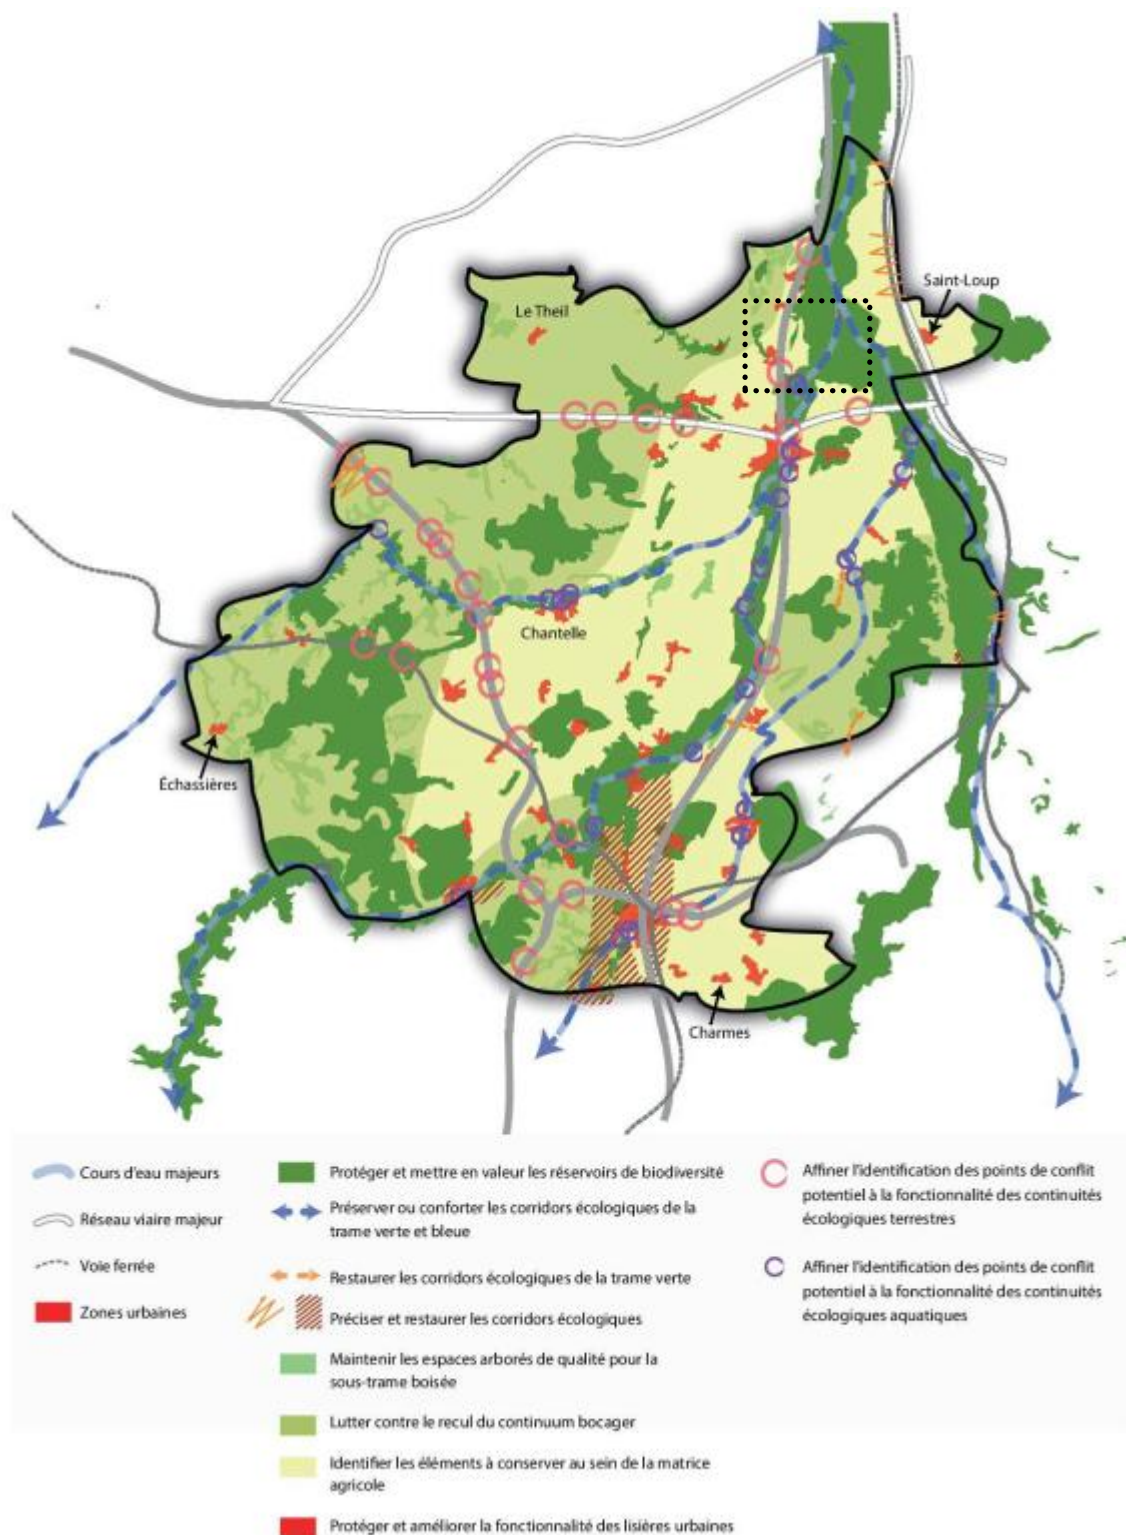 Saint-Loup
Le Theil
Chantelle
Échassières
Charmes
Cours d'eau majeurs
Réseau viaire majeur
Voie ferrée
Zones urbaines
Protéger et mettre en valeur les réservoirs de biodiversité
Préserver ou conforter les corridors écologiques de la
trame verte et bleue
Restaurer les corridors écologiques de la trame verte
Préciser et restaurer les corridors écologiques
Maintenir les espaces arborés de qualité pour la
sous-trame boisée
Lutter contre le recul du continuum bocager
Identifier les éléments à conserver au sein de la matrice
agricole
Protéger et améliorer la fonctionnalité des lisières urbaines
Affiner l'identification des points de conflit
potentiel à la fonctionnalité des continuités
écologiques terrestres
Affiner l'identification des points de conflit
potentiel à la fonctionnalité des continuités
écologiques aquatiques